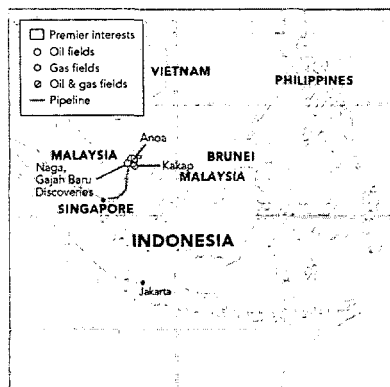 Premier interests
Oil fields
Gas fields
Oil & gas fields
Pipeline
VIETNAM
PHILIPPINES
Anoa
MALAYSIA
BRUNEI
Kakap
MALAYSIA
Naga,
Gajah Baru
Discoveries
SINGAPORE
INDONESIA
Jakarta